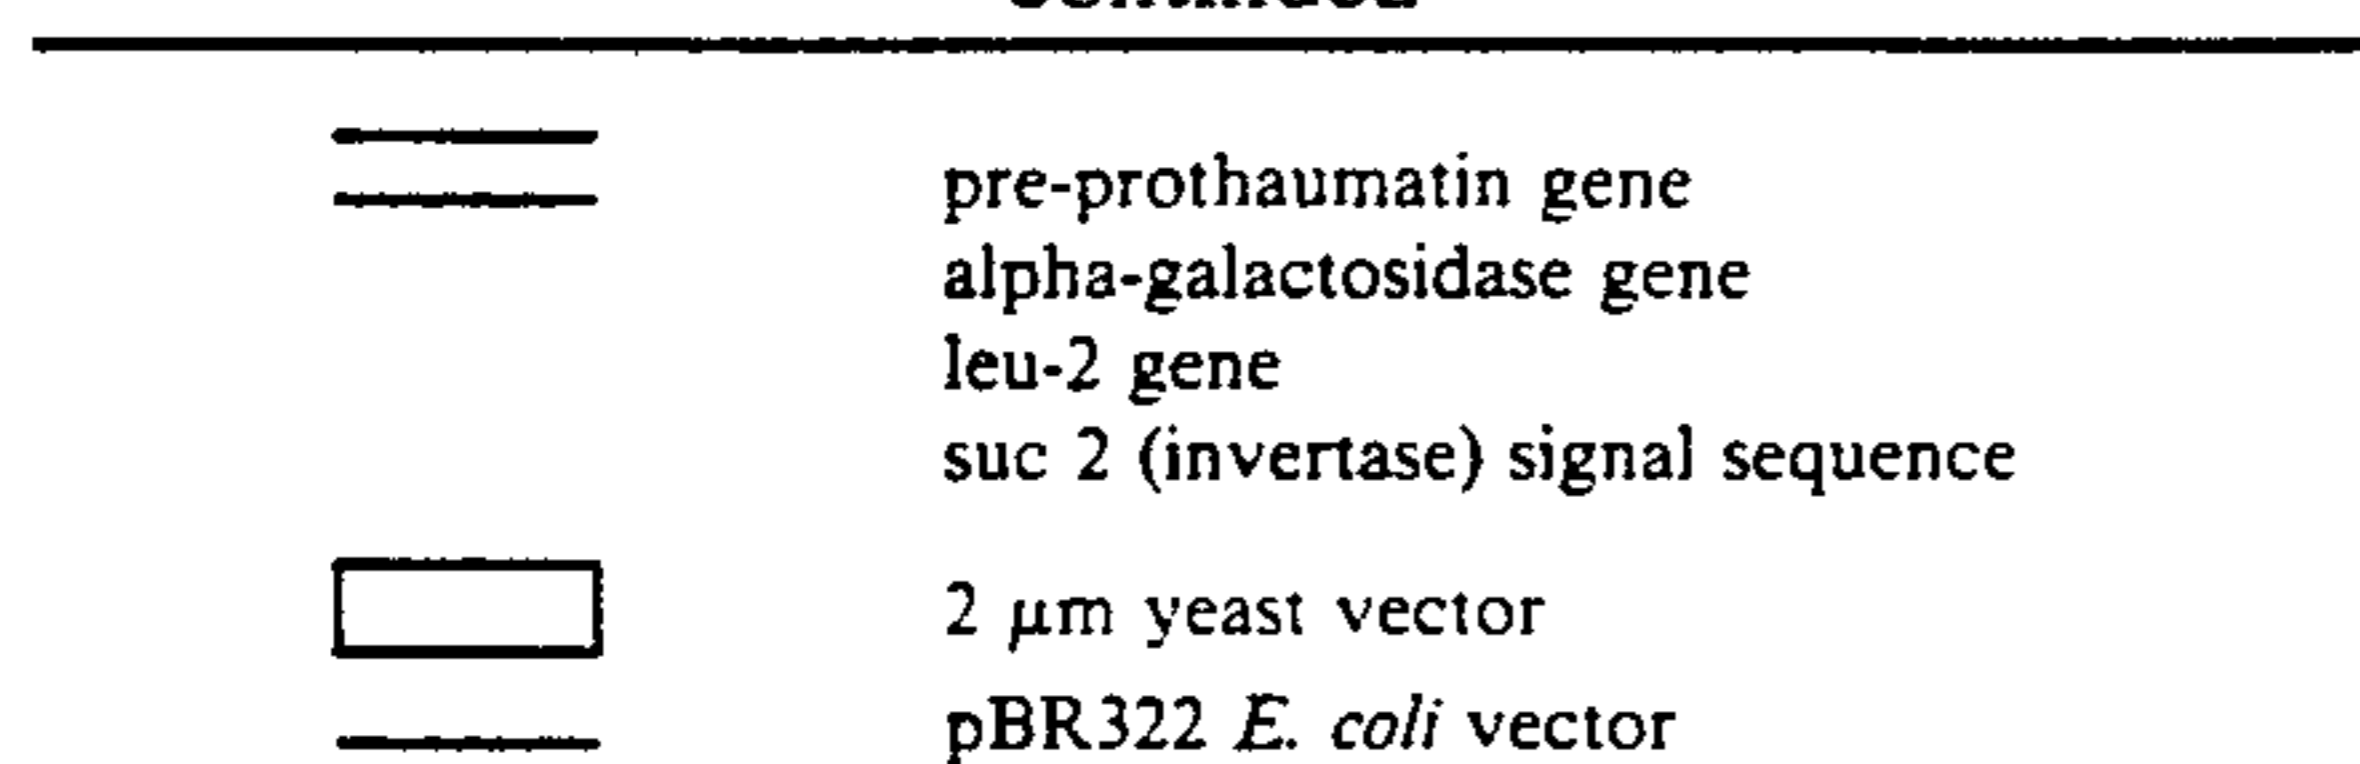 pre-prothaumatin gene
alpha-galactosidase gene
leu-2 gene
suc 2 (invertase) signal sequence
2 μm yeast vector
pBR322 E. coli vector